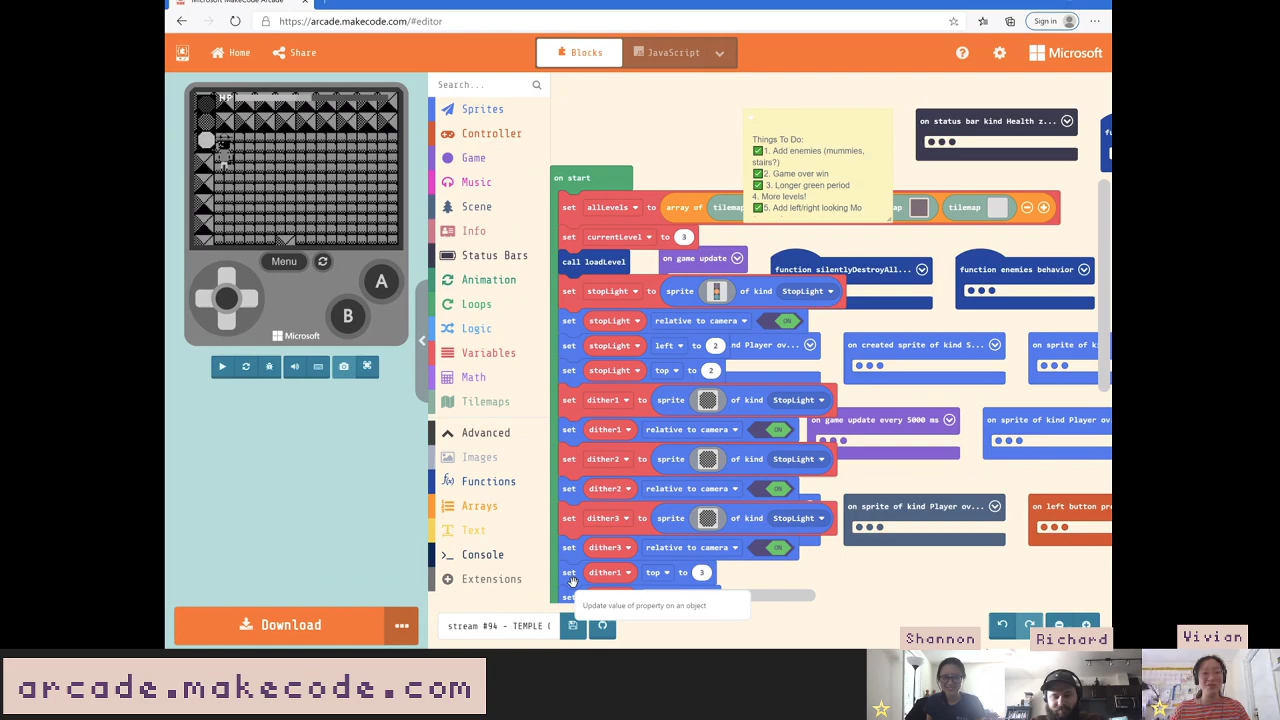 Microsoft MakeCode Arcade
https://arcade.makecode.com/#editor
Sign in
Home
Share
Blocks
JavaScript
Microsoft
HP
Menu
A
B
Microsoft
Download
Search...
Sprites
Controller
Game
Music
Scene
Info
Status Bars
Animation
Loops
Logic
Variables
Math
Tilemaps
Advanced
Images
Functions
Arrays
Text
Console
Extensions
Things To Do:
✅1. Add enemies (mummies,
stairs?)
✅2. Game over win
✅ 3. Longer green period
4. More levels!
✅5. Add left/right looking Mo
on status bar kind Health z...
on start
set allLevels to array of tilemap
tilemap
set currentLevel to 3
call loadLevel
on game update
function silentlyDestroyAll...
function enemies behavior
set stopLight to sprite of kind StopLight
set stopLight relative to camera ON
set stopLight left to 2
nd Player ov...
on created sprite of kind S...
on sprite of ki
set stopLight top to 2
set dither1 to sprite of kind StopLight
on game update every 5000 ms
on sprite of kind Player ov
set dither1 relative to camera ON
set dither2 to sprite of kind StopLight
set dither2 relative to camera ON
on sprite of kind Player ov...
on left button pre
set dither3 to sprite of kind StopLight
set dither3 relative to camera ON
set dither1 top to 3
set
Update value of property on an object
stream #94 - TEMPLE (
Shannon
Richard
Vivian
arcade.makecode.com